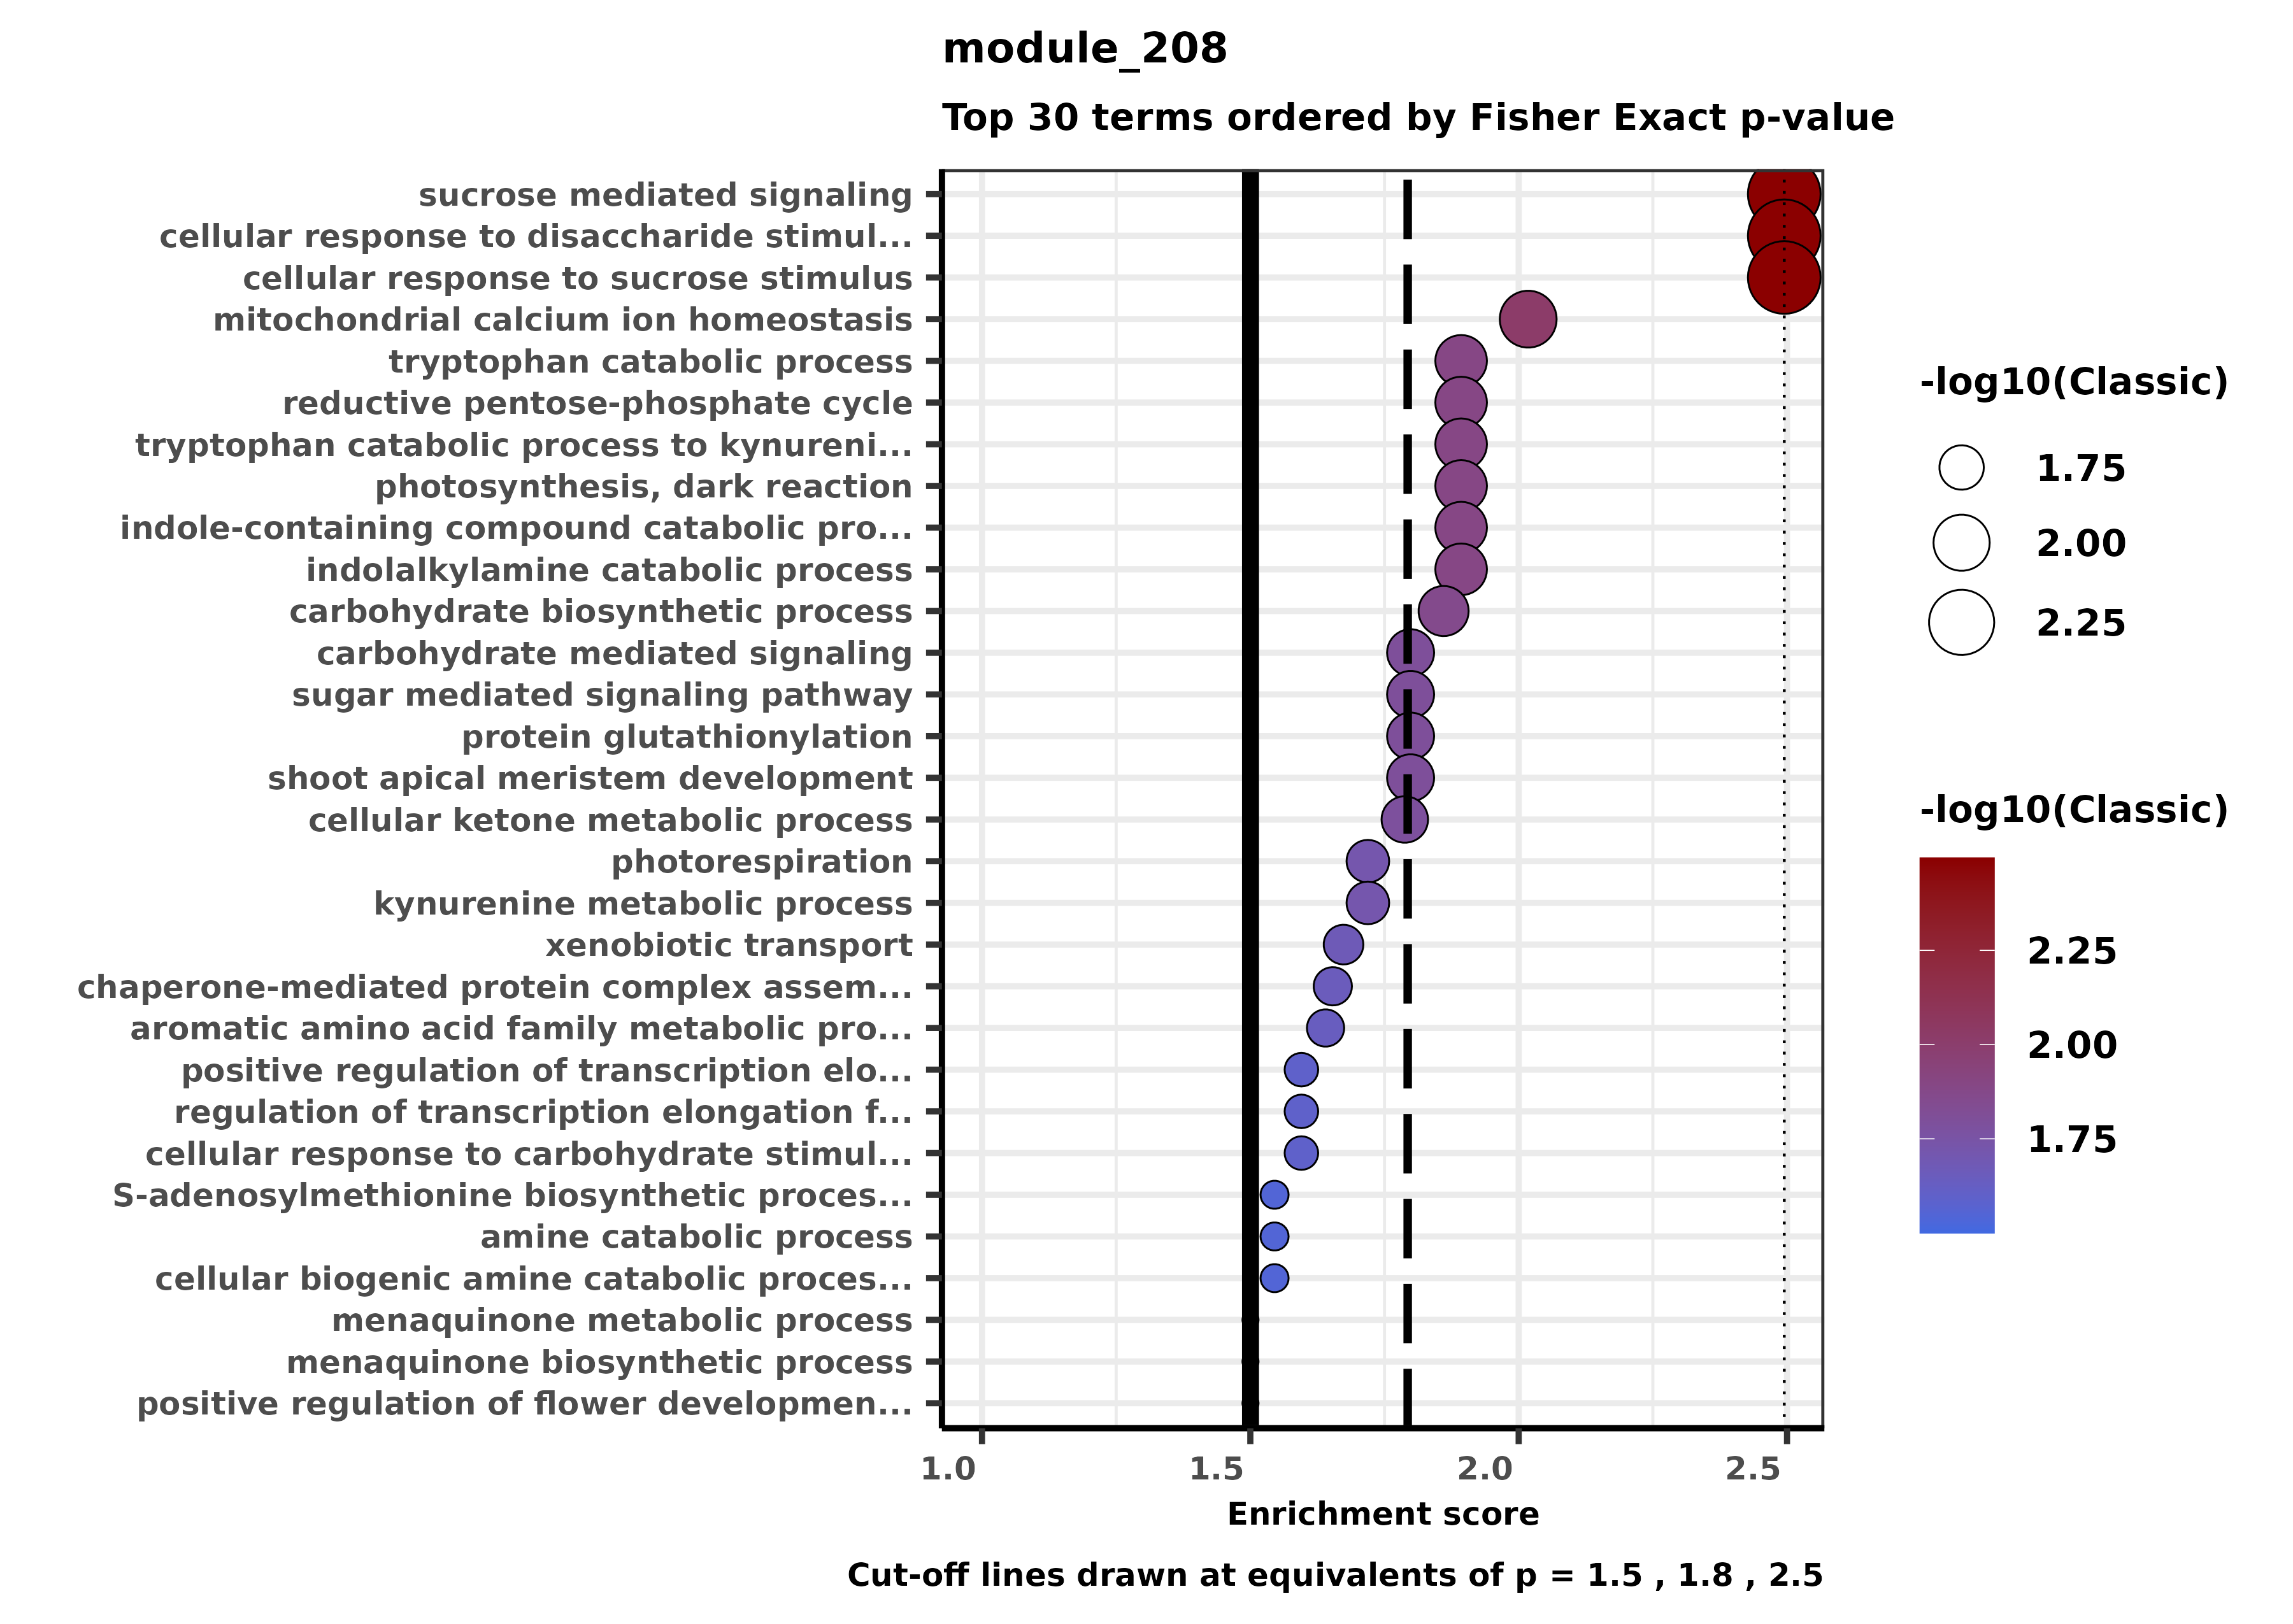 module_208
Top 30 terms ordered by Fisher Exact p-value
sucrose mediated signaling
cellular response to disaccharide stimul...
cellular response to sucrose stimulus
mitochondrial calcium ion homeostasis
tryptophan catabolic process
reductive pentose-phosphate cycle
tryptophan catabolic process to kynureni...
photosynthesis, dark reaction
indole-containing compound catabolic pro...
indolalkylamine catabolic process
carbohydrate biosynthetic process
carbohydrate mediated signaling
sugar mediated signaling pathway
protein glutathionylation
shoot apical meristem development
cellular ketone metabolic process
photorespiration
kynurenine metabolic process
xenobiotic transport
chaperone-mediated protein complex assem...
aromatic amino acid family metabolic pro...
positive regulation of transcription elo...
regulation of transcription elongation f...
cellular response to carbohydrate stimul...
S-adenosylmethionine biosynthetic proces...
amine catabolic process
cellular biogenic amine catabolic proces...
menaquinone metabolic process
menaquinone biosynthetic process
positive regulation of flower developmen...
1.0 1.5 2.0 2.5
Enrichment score
Cut-off lines drawn at equivalents of p = 1.5 , 1.8 , 2.5
-log10(Classic)
1.75
2.00
2.25
-log10(Classic)
2.25
2.00
1.75